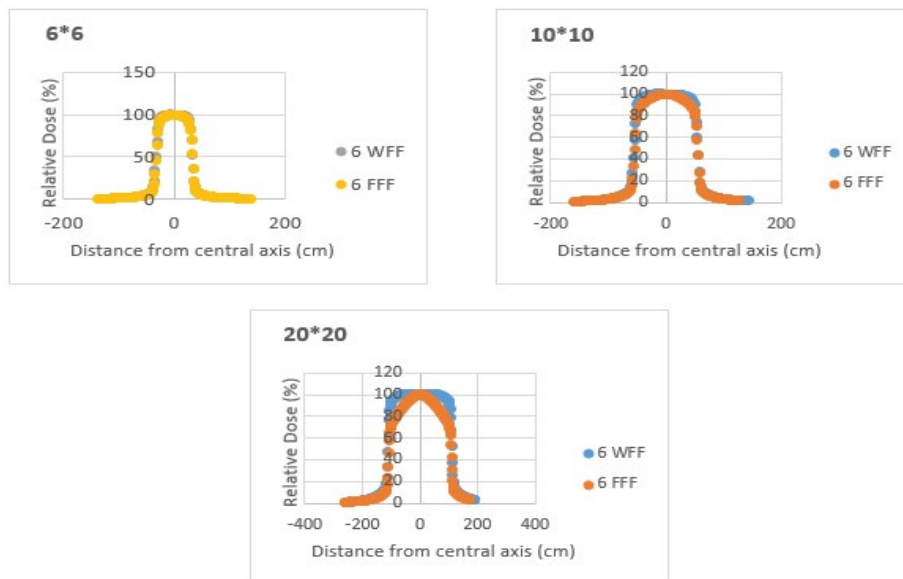 6*6
150
100
50
0
-200 0 200
Relative Dose (%)
Distance from central axis (cm)
6 WFF
6 FFF
10*10
120
100
80
60
40
20
0
-200 0 200
Relative Dose (%)
Distance from central axis (cm)
6 WFF
6 FFF
20*20
120
100
80
60
40
20
0
-400 -200 0 200 400
Relative Dose (%)
Distance from central axis (cm)
6 WFF
6 FFF